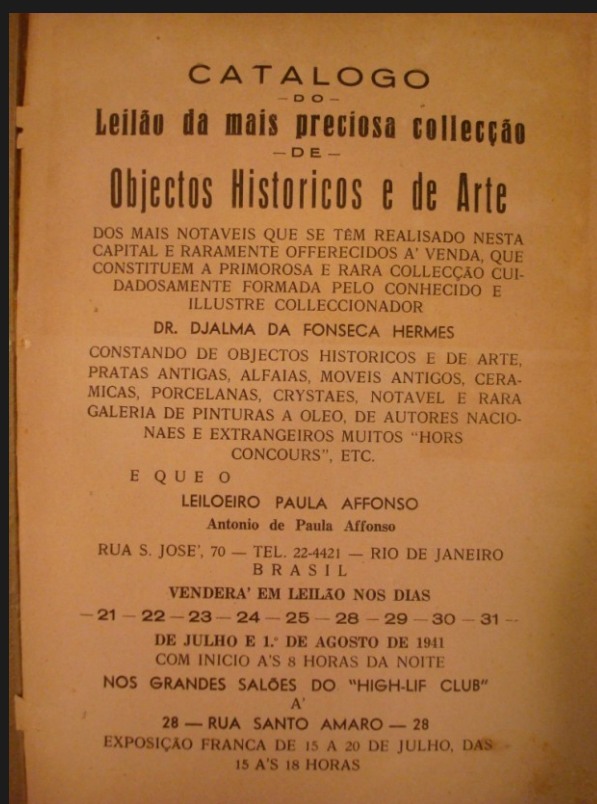 CATALOGO
— DO —
Leilão da mais preciosa collecção
— DE —
Objectos Historicos e de Arte
DOS MAIS NOTAVEIS QUE SE TÊM REALISADO NESTA
CAPITAL E RARAMENTE OFFERECIDOS A' VENDA, QUE
CONSTITUEM A PRIMOROSA E RARA COLLECÇÃO CUI-
DADOSAMENTE FORMADA PELO CONHECIDO E
ILLUSTRE COLLECCIONADOR
DR. DJALMA DA FONSECA HERMES
CONSTANDO DE OBJECTOS HISTORICOS E DE ARTE,
PRATAS ANTIGAS, ALFAIAS, MOVEIS ANTIGOS, CERA-
MICAS, PORCELANAS, CRYSTAES, NOTAVEL E RARA
GALERIA DE PINTURAS A OLEO, DE AUTORES NACIO-
NAES E EXTRANGEIROS MUITOS "HORS
CONCOURS", ETC.
E QUE O
LEILOEIRO PAULA AFFONSO
Antonio de Paula Affonso
RUA S. JOSE', 70 — TEL. 22-4421 — RIO DE JANEIRO
BRASIL
VENDERA' EM LEILÃO NOS DIAS
— 21 — 22 — 23 — 24 — 25 — 28 — 29 — 30 — 31 —
DE JULHO E 1.º DE AGOSTO DE 1941
COM INICIO A'S 8 HORAS DA NOITE
NOS GRANDES SALÕES DO "HIGH-LIF CLUB"
A'
28 — RUA SANTO AMARO — 28
EXPOSIÇÃO FRANCA DE 15 A 20 DE JULHO, DAS
15 A'S 18 HORAS